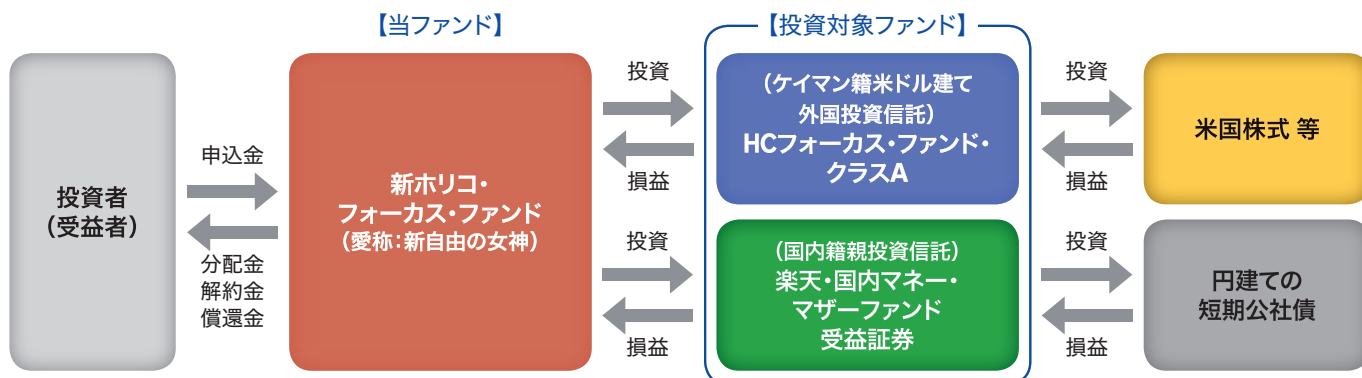 【当ファンド】
【投資対象ファンド】
投資者
（受益者）
申込金
分配金
解約金
償還金
新ホリコ・
フォーカス・ファンド
（愛称：新自由の女神）
投資
損益
投資
損益
（ケイマン籍米ドル建て
外国投資信託）
HCフォーカス・ファンド・
クラスA
（国内籍親投資信託）
楽天・国内マネー・
マザーファンド
受益証券
投資
損益
投資
損益
米国株式 等
円建ての
短期公社債